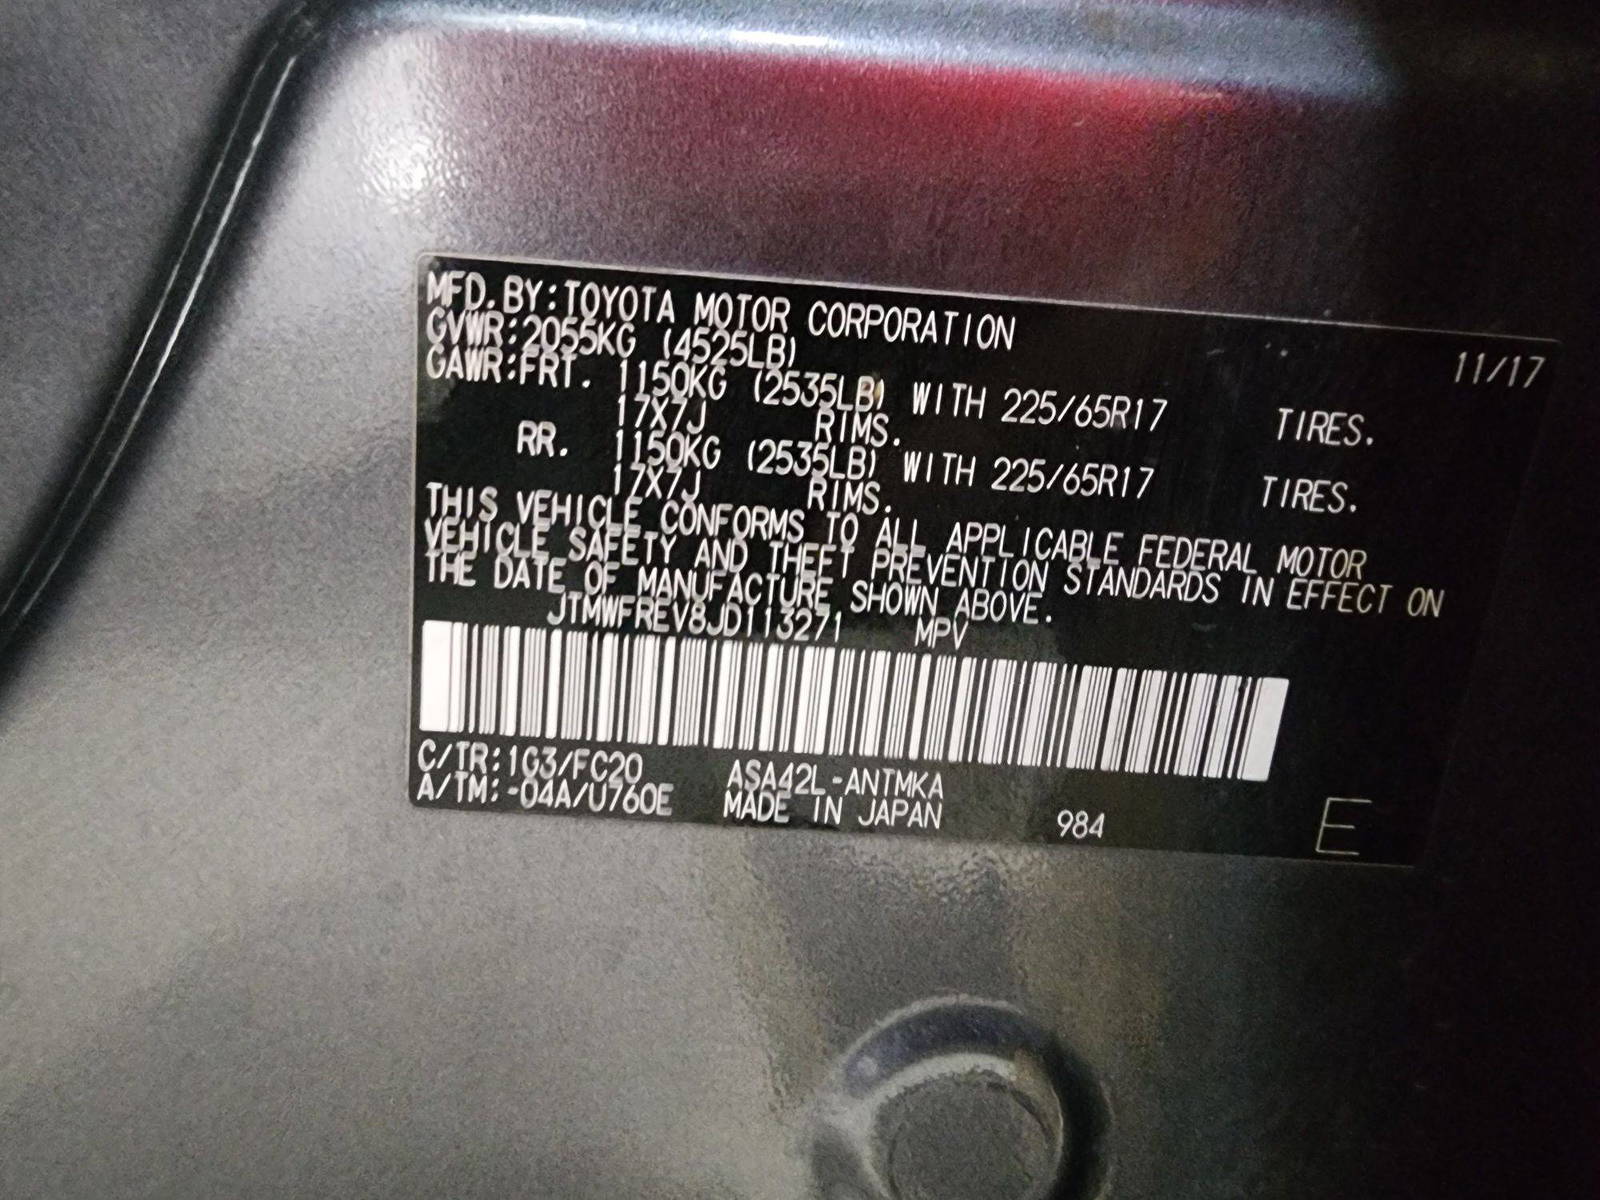 MFD. BY: TOYOTA MOTOR CORPORATION 11/17
GVWR: 2055KG (4525LB)
GAWR: FRT. 1150KG (2535LB) WITH 225/65R17 TIRES.
17X7J RIMS.
RR. 1150KG (2535LB) WITH 225/65R17 TIRES.
17X7J RIMS.
THIS VEHICLE CONFORMS TO ALL APPLICABLE FEDERAL MOTOR
VEHICLE SAFETY AND THEFT PREVENTION STANDARDS IN EFFECT ON
THE DATE OF MANUFACTURE SHOWN ABOVE.
JTMWFREV8JD113271 MPV
C/TR: 1G3/FC20 ASA42L-ANTMKA
A/TM: -04A/U760E MADE IN JAPAN 984 E